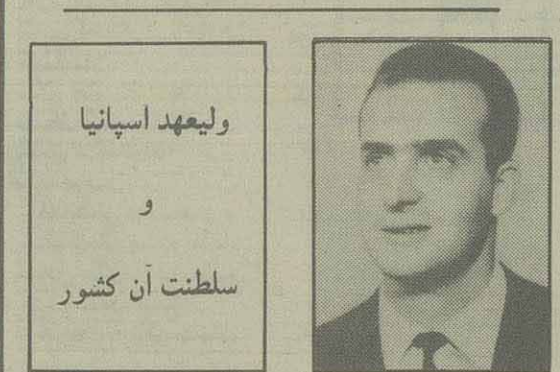 ولیعهد اسپانیا
و
سلطنت آن کشور